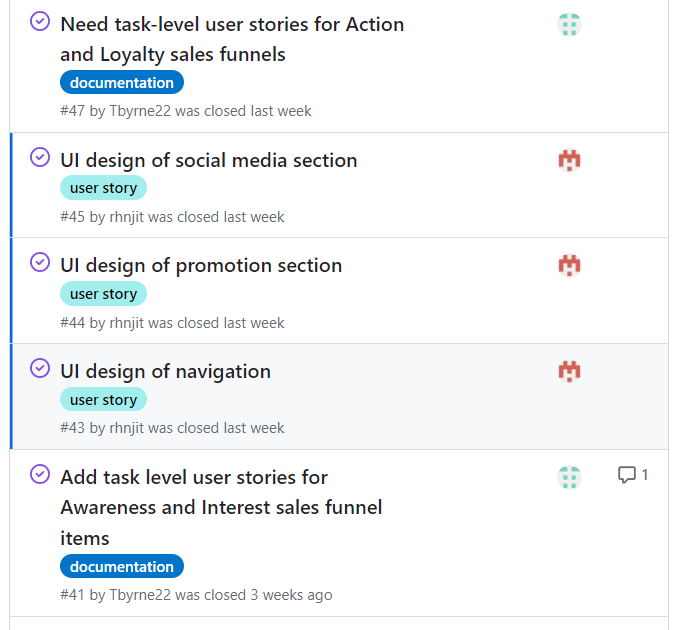 Need task-level user stories for Action
and Loyalty sales funnels
documentation
#47 by Tbyrne22 was closed last week
UI design of social media section
user story
#45 by rhnjit was closed last week
UI design of promotion section
user story
#44 by rhnjit was closed last week
UI design of navigation
user story
#43 by rhnjit was closed last week
Add task level user stories for
Awareness and Interest sales funnel
items
1
documentation
#41 by Tbyrne22 was closed 3 weeks ago